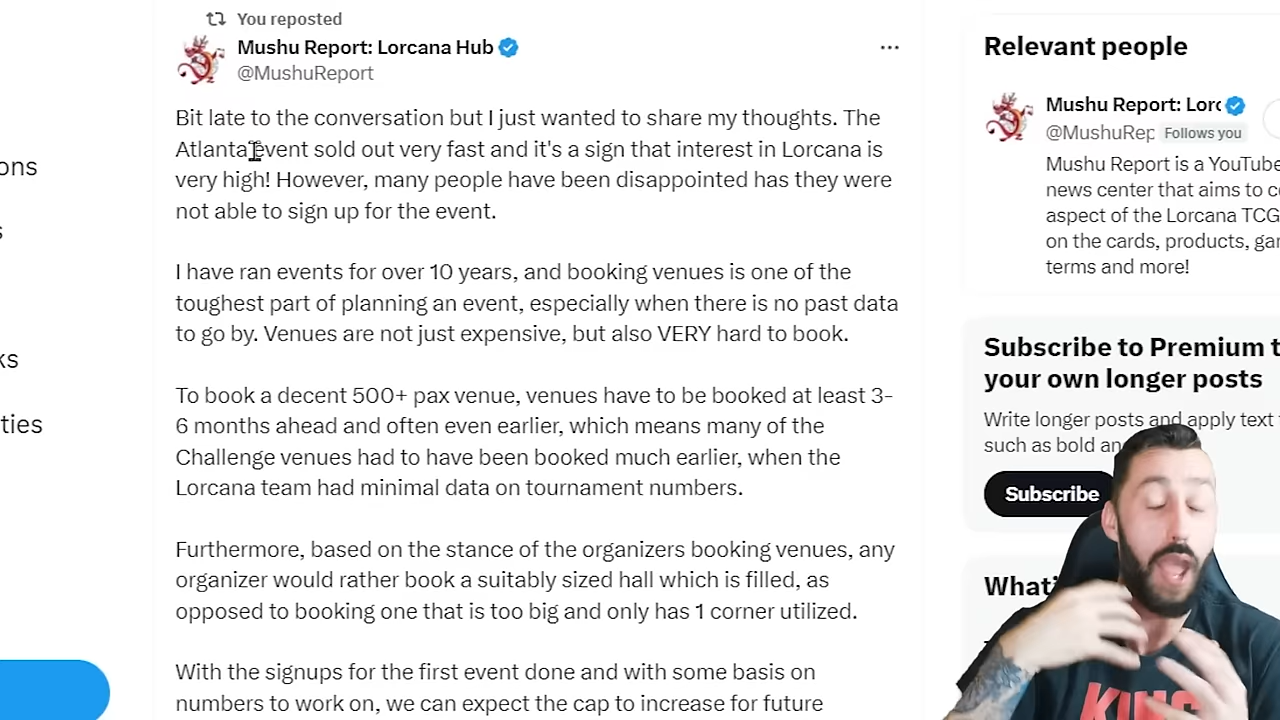 You reposted
Mushu Report: Lorcana Hub
@MushuReport
Bit late to the conversation but I just wanted to share my thoughts. The
Atlanta event sold out very fast and it's a sign that interest in Lorcana is
very high! However, many people have been disappointed has they were
not able to sign up for the event.
I have ran events for over 10 years, and booking venues is one of the
toughest part of planning an event, especially when there is no past data
to go by. Venues are not just expensive, but also VERY hard to book.
To book a decent 500+ pax venue, venues have to be booked at least 3-
6 months ahead and often even earlier, which means many of the
Challenge venues had to have been booked much earlier, when the
Lorcana team had minimal data on tournament numbers.
Furthermore, based on the stance of the organizers booking venues, any
organizer would rather book a suitably sized hall which is filled, as
opposed to booking one that is too big and only has 1 corner utilized.
With the signups for the first event done and with some basis on
numbers to work on, we can expect the cap to increase for future
ons
s
ks
ties
Relevant people
Mushu Report: Lorc
@MushuRep Follows you
Mushu Report is a YouTube
news center that aims to c
aspect of the Lorcana TCG
on the cards, products, gar
terms and more!
Subscribe to Premium t
your own longer posts
Write longer posts and apply text
such as bold an
Subscribe
What'
KING